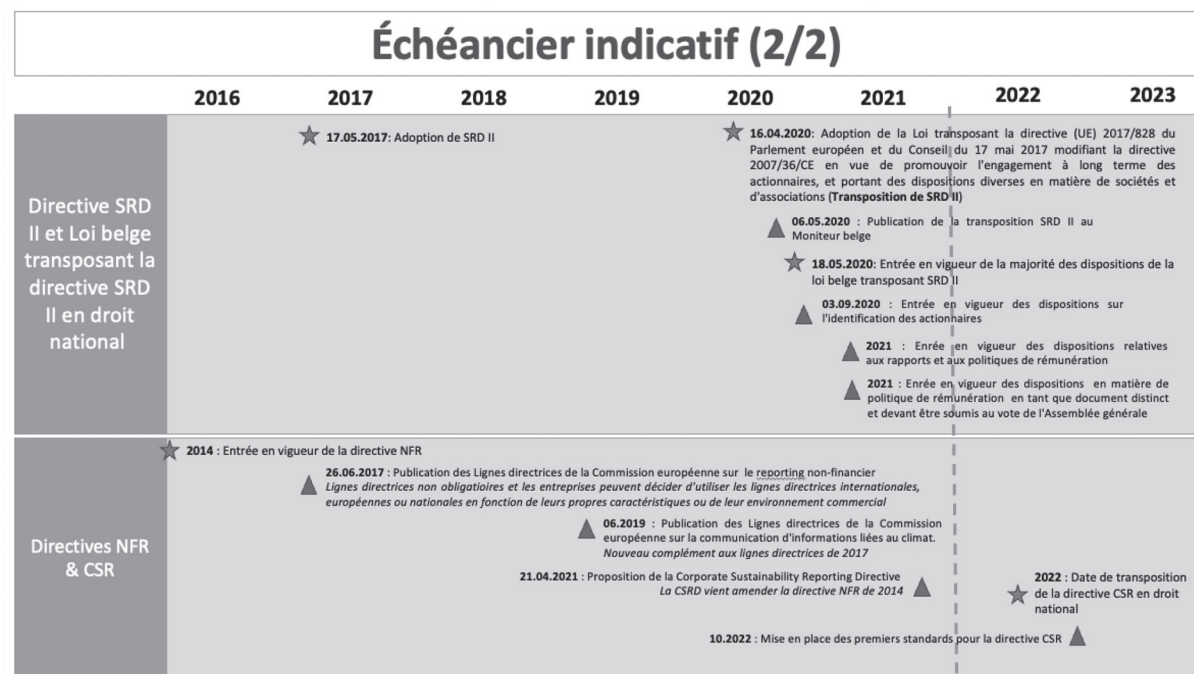 Échéancier indicatif (2/2)
2016 2017 2018 2019 2020 2021 2022 2023
Directive SRD
II et Loi belge
transposant la
directive SRD
II en droit
national
17.05.2017: Adoption de SRD II
16.04.2020: Adoption de la Loi transposant la directive (UE) 2017/828 du
Parlement européen et du Conseil du 17 mai 2017 modifiant la directive
2007/36/CE en vue de promouvoir l'engagement à long terme des
actionnaires, et portant des dispositions diverses en matière de sociétés et
d'associations (Transposition de SRD II)
06.05.2020 : Publication de la transposition SRD II au
Moniteur belge
18.05.2020: Entrée en vigueur de la majorité des dispositions de la
loi belge transposant SRD II
03.09.2020 : Entrée en vigueur des dispositions sur
l'identification des actionnaires
2021 : Enrée en vigueur des dispositions relatives
aux rapports et aux politiques de rémunération
2021 : Enrée en vigueur des dispositions en matière de
politique de rémunération en tant que document distinct
et devant être soumis au vote de l'Assemblée générale
Directives NFR
& CSR
2014 : Entrée en vigueur de la directive NFR
26.06.2017 : Publication des Lignes directrices de la Commission européenne sur le reporting non-financier
Lignes directrices non obligatioires et les entreprises peuvent décider d'utiliser les lignes directrices internationales,
européennes ou nationales en fonction de leurs propres caractéristiques ou de leur environnement commercial
06.2019 : Publication des Lignes directrices de la Commission
européenne sur la communication d'informations liées au climat.
Nouveau complément aux lignes directrices de 2017
21.04.2021 : Proposition de la Corporate Sustainability Reporting Directive
La CSRD vient amender la directive NFR de 2014
2022 : Date de transposition
de la directive CSR en droit
national
10.2022 : Mise en place des premiers standards pour la directive CSR